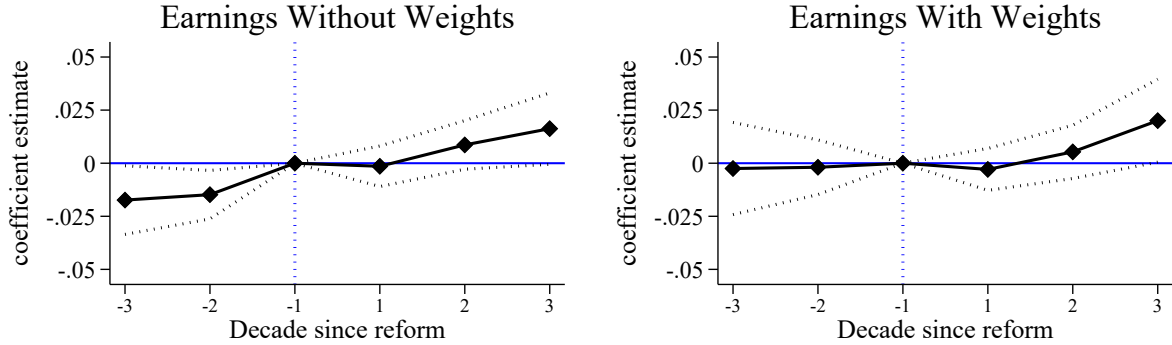 Earnings Without Weights
coefficient estimate
.05
.025
0
-.025
-.05
-3 -2 -1 1 2 3
Decade since reform
Earnings With Weights
coefficient estimate
.05
.025
0
-.025
-.05
-3 -2 -1 1 2 3
Decade since reform